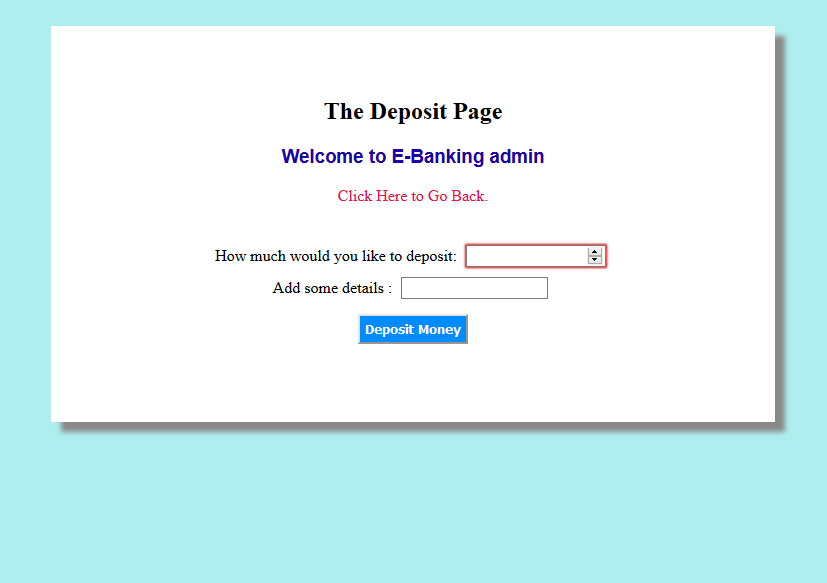 The Deposit Page
Welcome to E-Banking admin
Click Here to Go Back.
How much would you like to deposit:
Add some details :
Deposit Money